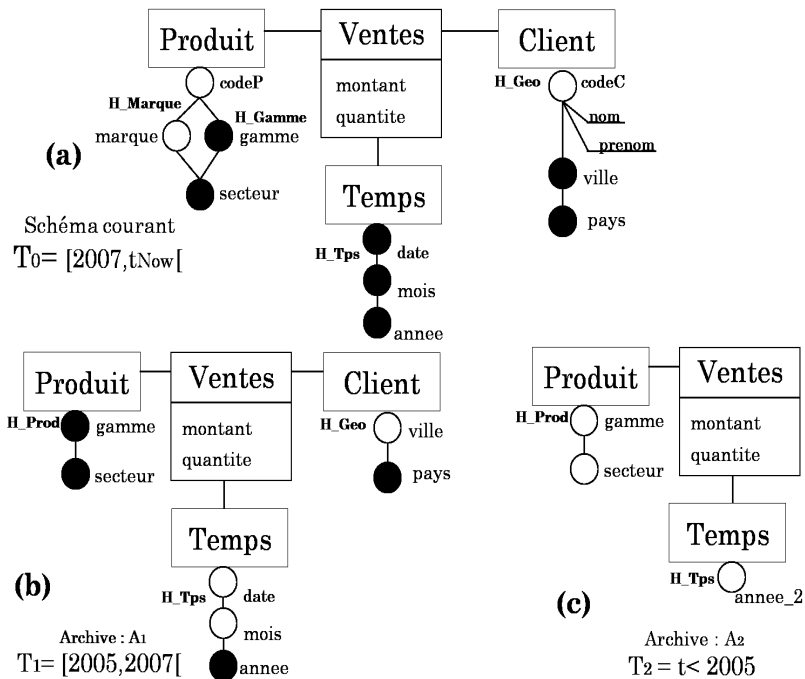 Produit
Ventes
Client
codeP
H_Geo
codeC
H_Marque
montant
H_Gamme
quantite
nom
marque
gamme
prenom
(a)
ville
secteur
Temps
pays
Schéma courant
T0= [2007,tNow[
H_Tps
date
mois
annee
Produit
Ventes
Client
H_Prod
gamme
H_Geo
ville
montant
secteur
quantite
pays
Temps
(b)
H_Tps
date
Archive : A1
mois
T1= [2005,2007[
annee
Produit
Ventes
H_Prod
gamme
montant
secteur
quantite
Temps
(c)
H_Tps
annee_2
Archive : A2
T2 = t< 2005